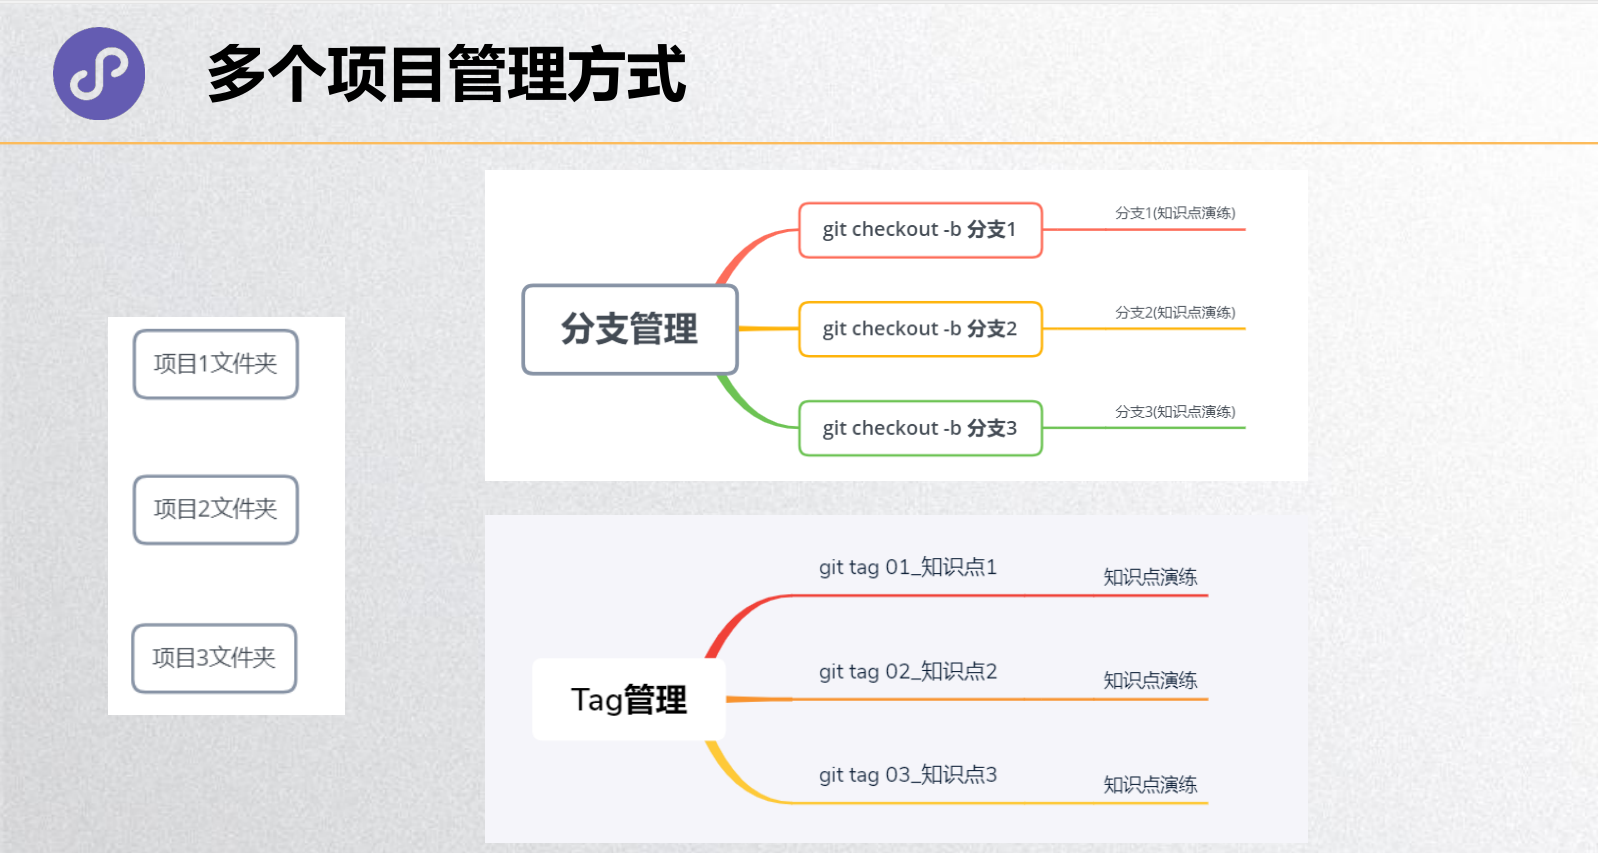 多个项目管理方式
项目1文件夹
项目2文件夹
项目3文件夹
分支管理
git checkout -b 分支1
分支1(知识点演练)
git checkout -b 分支2
分支2(知识点演练)
git checkout -b 分支3
分支3(知识点演练)
Tag管理
git tag 01_知识点1
知识点演练
git tag 02_知识点2
知识点演练
git tag 03_知识点3
知识点演练